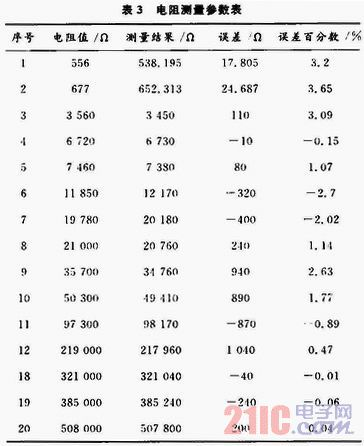 表3 电阻测量参数表
序号 电阻值/Ω 测量结果/Ω 误差/Ω 误差百分数/%
1 556 538.195 17.805 3.2
2 677 652.313 24.687 3.65
3 3 560 3 450 110 3.09
4 6 720 6 730 -10 -0.15
5 7 460 7 380 80 1.07
6 11 850 12 170 -320 -2.7
7 19 780 20 180 -400 -2.02
8 21 000 20 760 240 1.14
9 35 700 34 760 940 2.63
10 50 300 49 410 890 1.77
11 97 300 98 170 -870 -0.89
12 219 000 217 960 1 040 0.47
18 321 000 321 040 -40 -0.01
19 385 000 385 240 -240 -0.06
20 508 000 507 800 200 0.04
21IC电子网